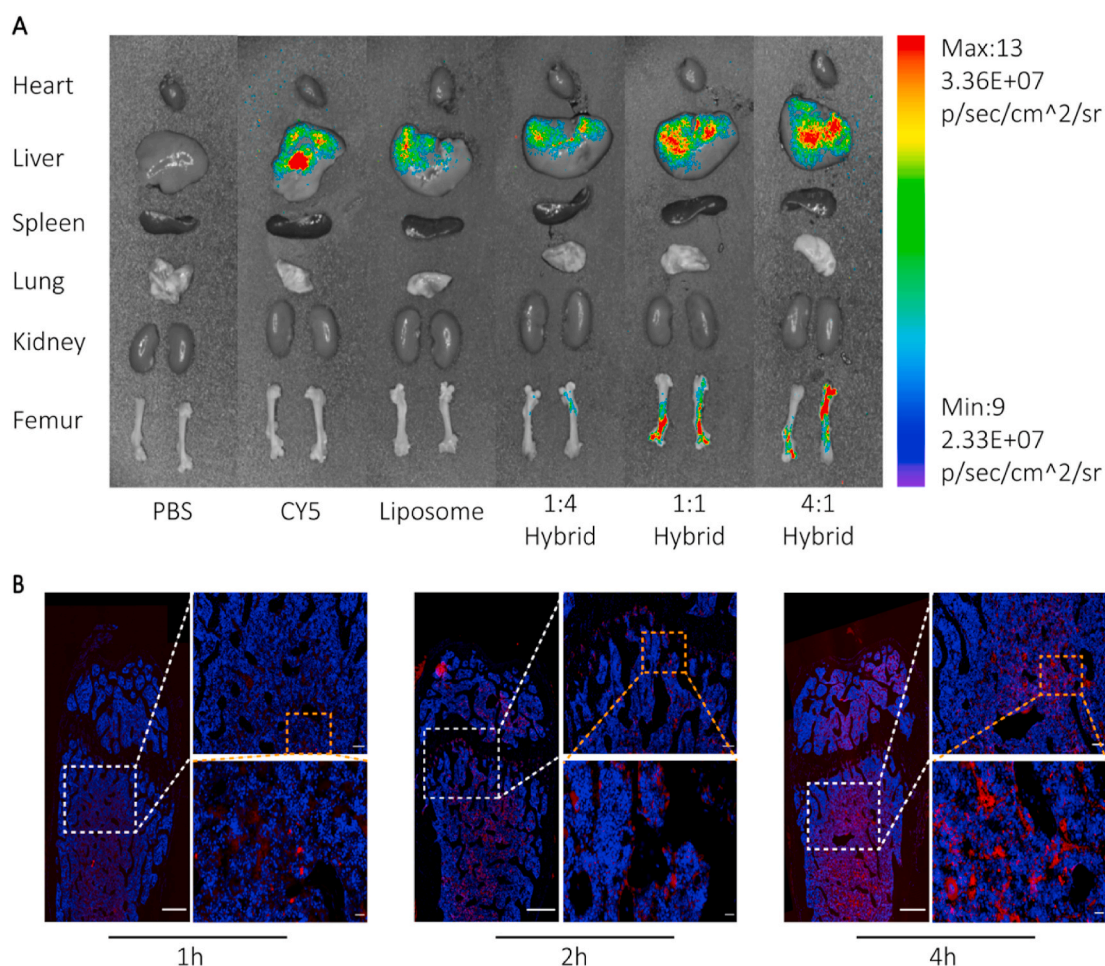 A
Heart
Liver
Spleen
Lung
Kidney
Femur
Max:13
3.36E+07
p/sec/cm^2/sr
Min:9
2.33E+07
p/sec/cm^2/sr
PBS
CY5
Liposome
1:4
Hybrid
1:1
Hybrid
4:1
Hybrid
B
1h
2h
4h